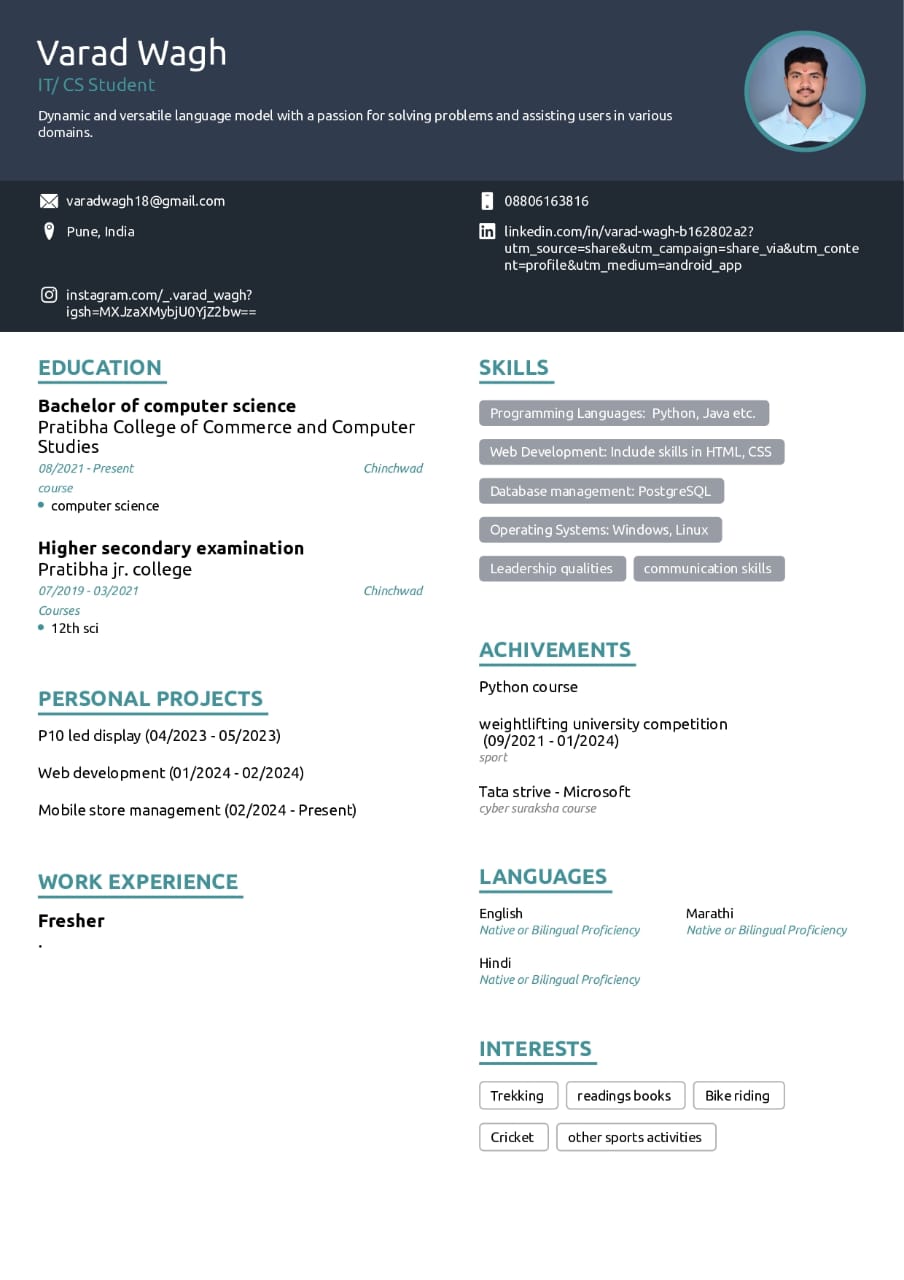 Varad Wagh
IT/ CS Student
Dynamic and versatile language model with a passion for solving problems and assisting users in various
domains.
varadwagh18@gmail.com
08806163816
Pune, India
linkedin.com/in/varad-wagh-b162802a2?
utm_source=share&utm_campaign=share_via&utm_conte
nt=profile&utm_medium=android_app
instagram.com/_.varad_wagh?
igsh=MXJzaXMybjU0YjZ2bw==
EDUCATION
Bachelor of computer science
Pratibha College of Commerce and Computer
Studies
08/2021 - Present
Chinchwad
course
computer science
Higher secondary examination
Pratibha jr. college
07/2019 - 03/2021
Chinchwad
Courses
12th sci
PERSONAL PROJECTS
P10 led display (04/2023 - 05/2023)
Web development (01/2024 - 02/2024)
Mobile store management (02/2024 - Present)
WORK EXPERIENCE
Fresher
.
SKILLS
Programming Languages:  Python, Java etc.
Web Development: Include skills in HTML, CSS
Database management: PostgreSQL
Operating Systems: Windows, Linux
Leadership qualities
communication skills
ACHIVEMENTS
Python course
weightlifting university competition
(09/2021 - 01/2024)
sport
Tata strive - Microsoft
cyber suraksha course
LANGUAGES
English
Native or Bilingual Proficiency
Marathi
Native or Bilingual Proficiency
Hindi
Native or Bilingual Proficiency
INTERESTS
Trekking
readings books
Bike riding
Cricket
other sports activities